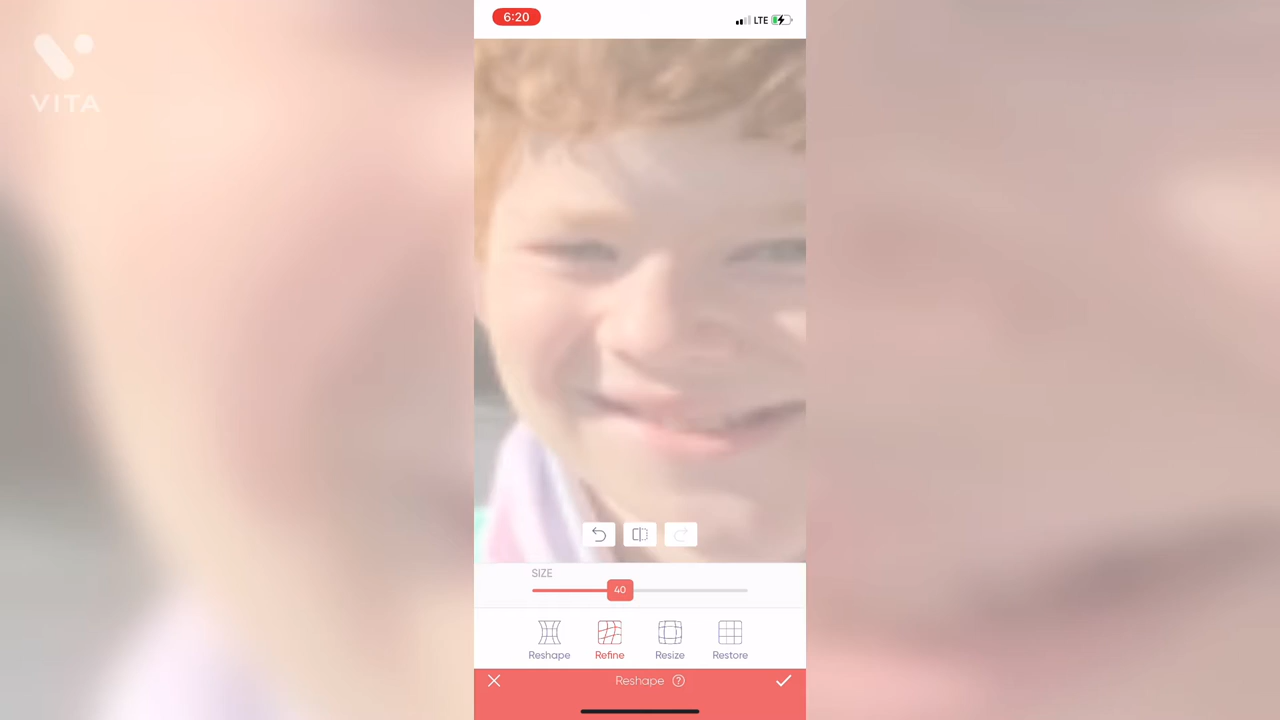 6:20
LTE
VITA
SIZE
40
Reshape
Refine
Resize
Restore
Reshape ?